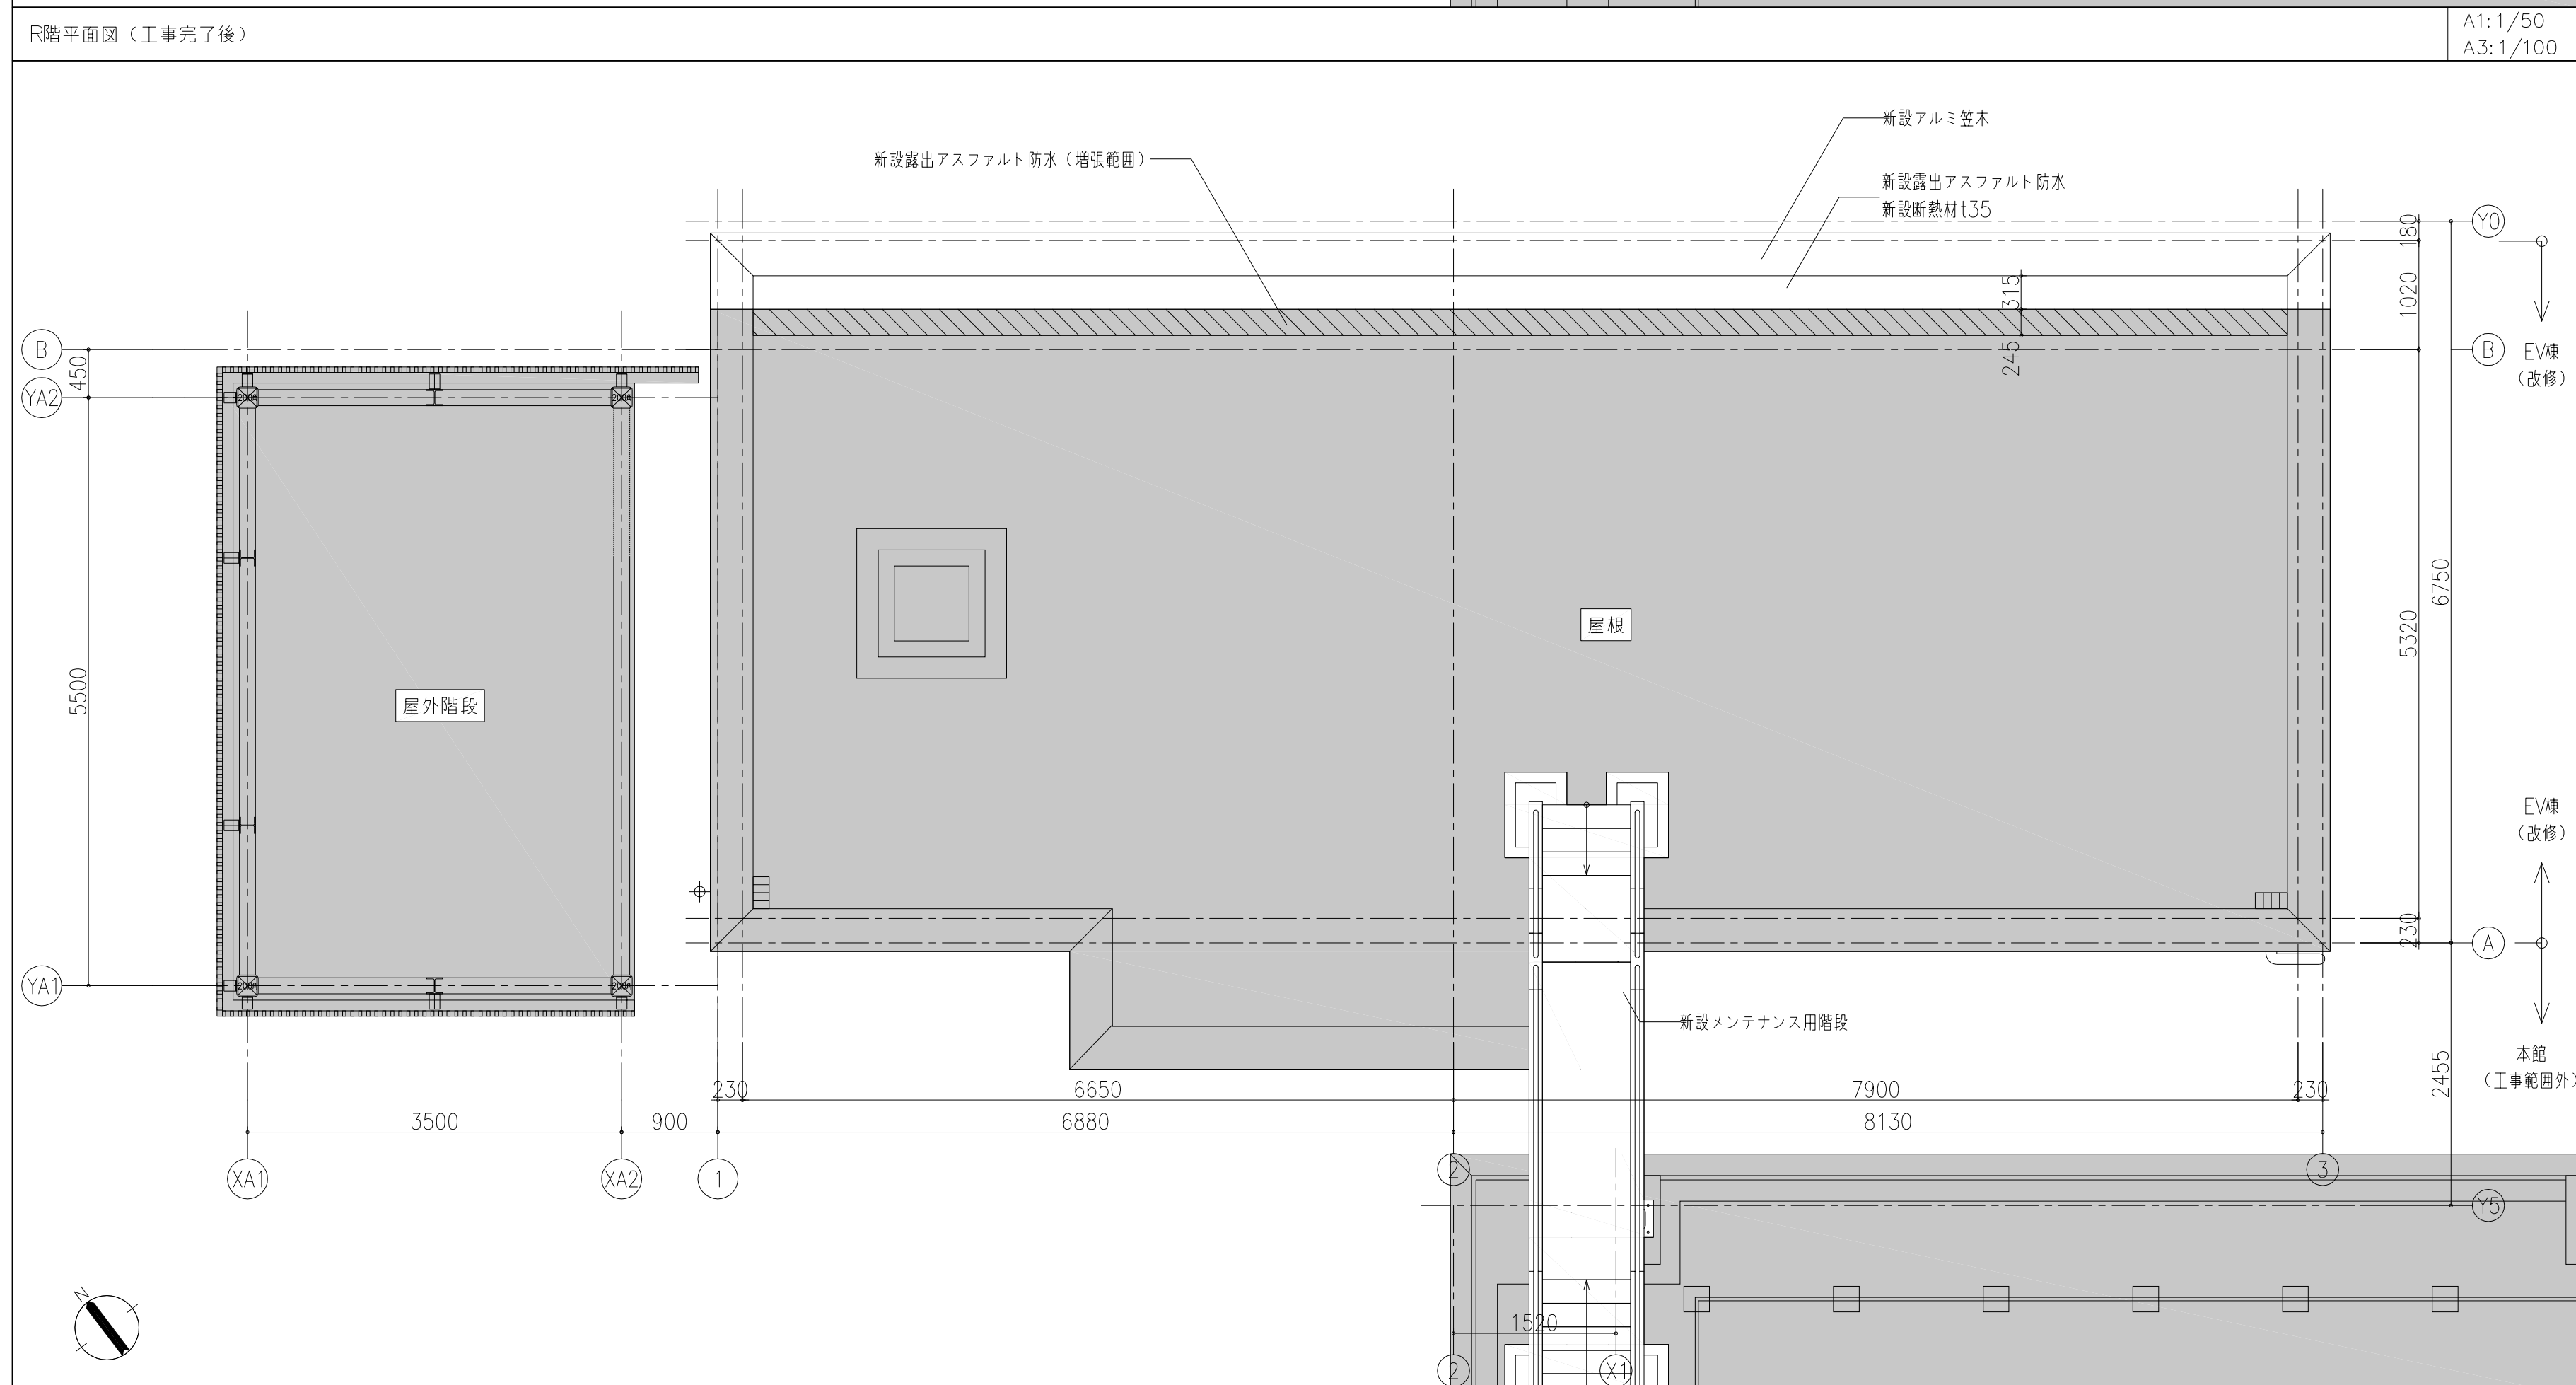 R階平面図（工事完了後）
A1:1/50
A3:1/100
新設アルミ笠木
新設露出アスファルト防水（増張範囲）
新設露出アスファルト防水
新設断熱材t35
Y0
180
1020
315
245
B
B
EV棟
（改修）
450
YA2
200A
200A
6750
5320
屋根
5500
屋外階段
EV棟
（改修）
230
A
YA1
200A
200A
新設メンテナンス用階段
本館
（工事範囲外）
2455
230
6650
7900
230
3500
900
6880
8130
XA1
XA2
1
2
3
Y5
N
1520
2
X1